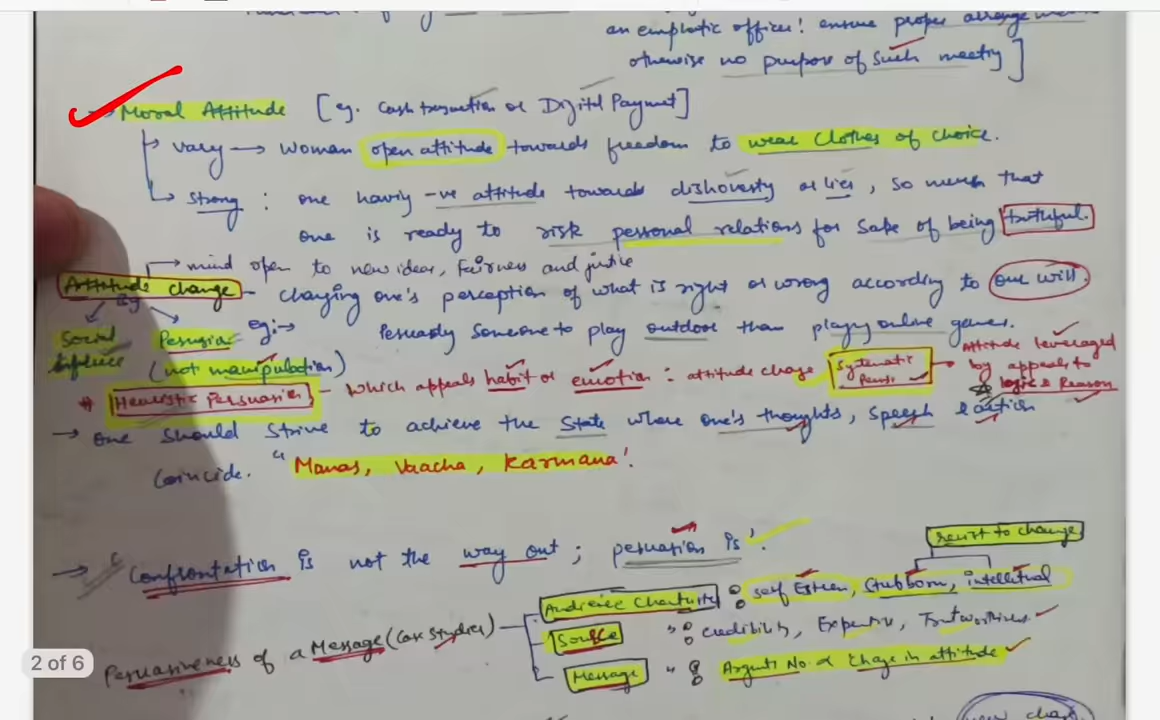 an emphatic officer! ensure proper arrangements
otherwise no purpose of such meeting]
→ Moral Attitude [eg. Cash transaction or Digital Payment]
vary → woman open attitude towards freedom to wear clothes of choice.
Strong : one having -ve attitude towards dishonesty or lies, so much that
one is ready to risk personal relations for sake of being truthful.
→ mind open to new ideas, Fairness and justice
Attitude change - changing one's perception of what is right or wrong according to our will.
By
Social Influence
Persuasion (not manipulation)
eg:→ Persuading someone to play outdoor than playing online games.
* Heuristic Persuasion - which appeals habit or emotion : attitude change
Systematic Persu. → Attitude leveraged by appeals to logic & Reason
→ one should strive to achieve the state where one's thoughts, speech & action
coincide. "Manas, Vaacha, Karmana'.
→ 'Confrontation is not the way out ; persuation is'.
resist to change
Persuasiveness of a Message (Case Studies)
Audience Characterist : self Esteem, Stubborn, intellectual
Source " : credibility, Expertise, Trustworthiness
Message " : Arguments No. α change in attitude
2 of 6